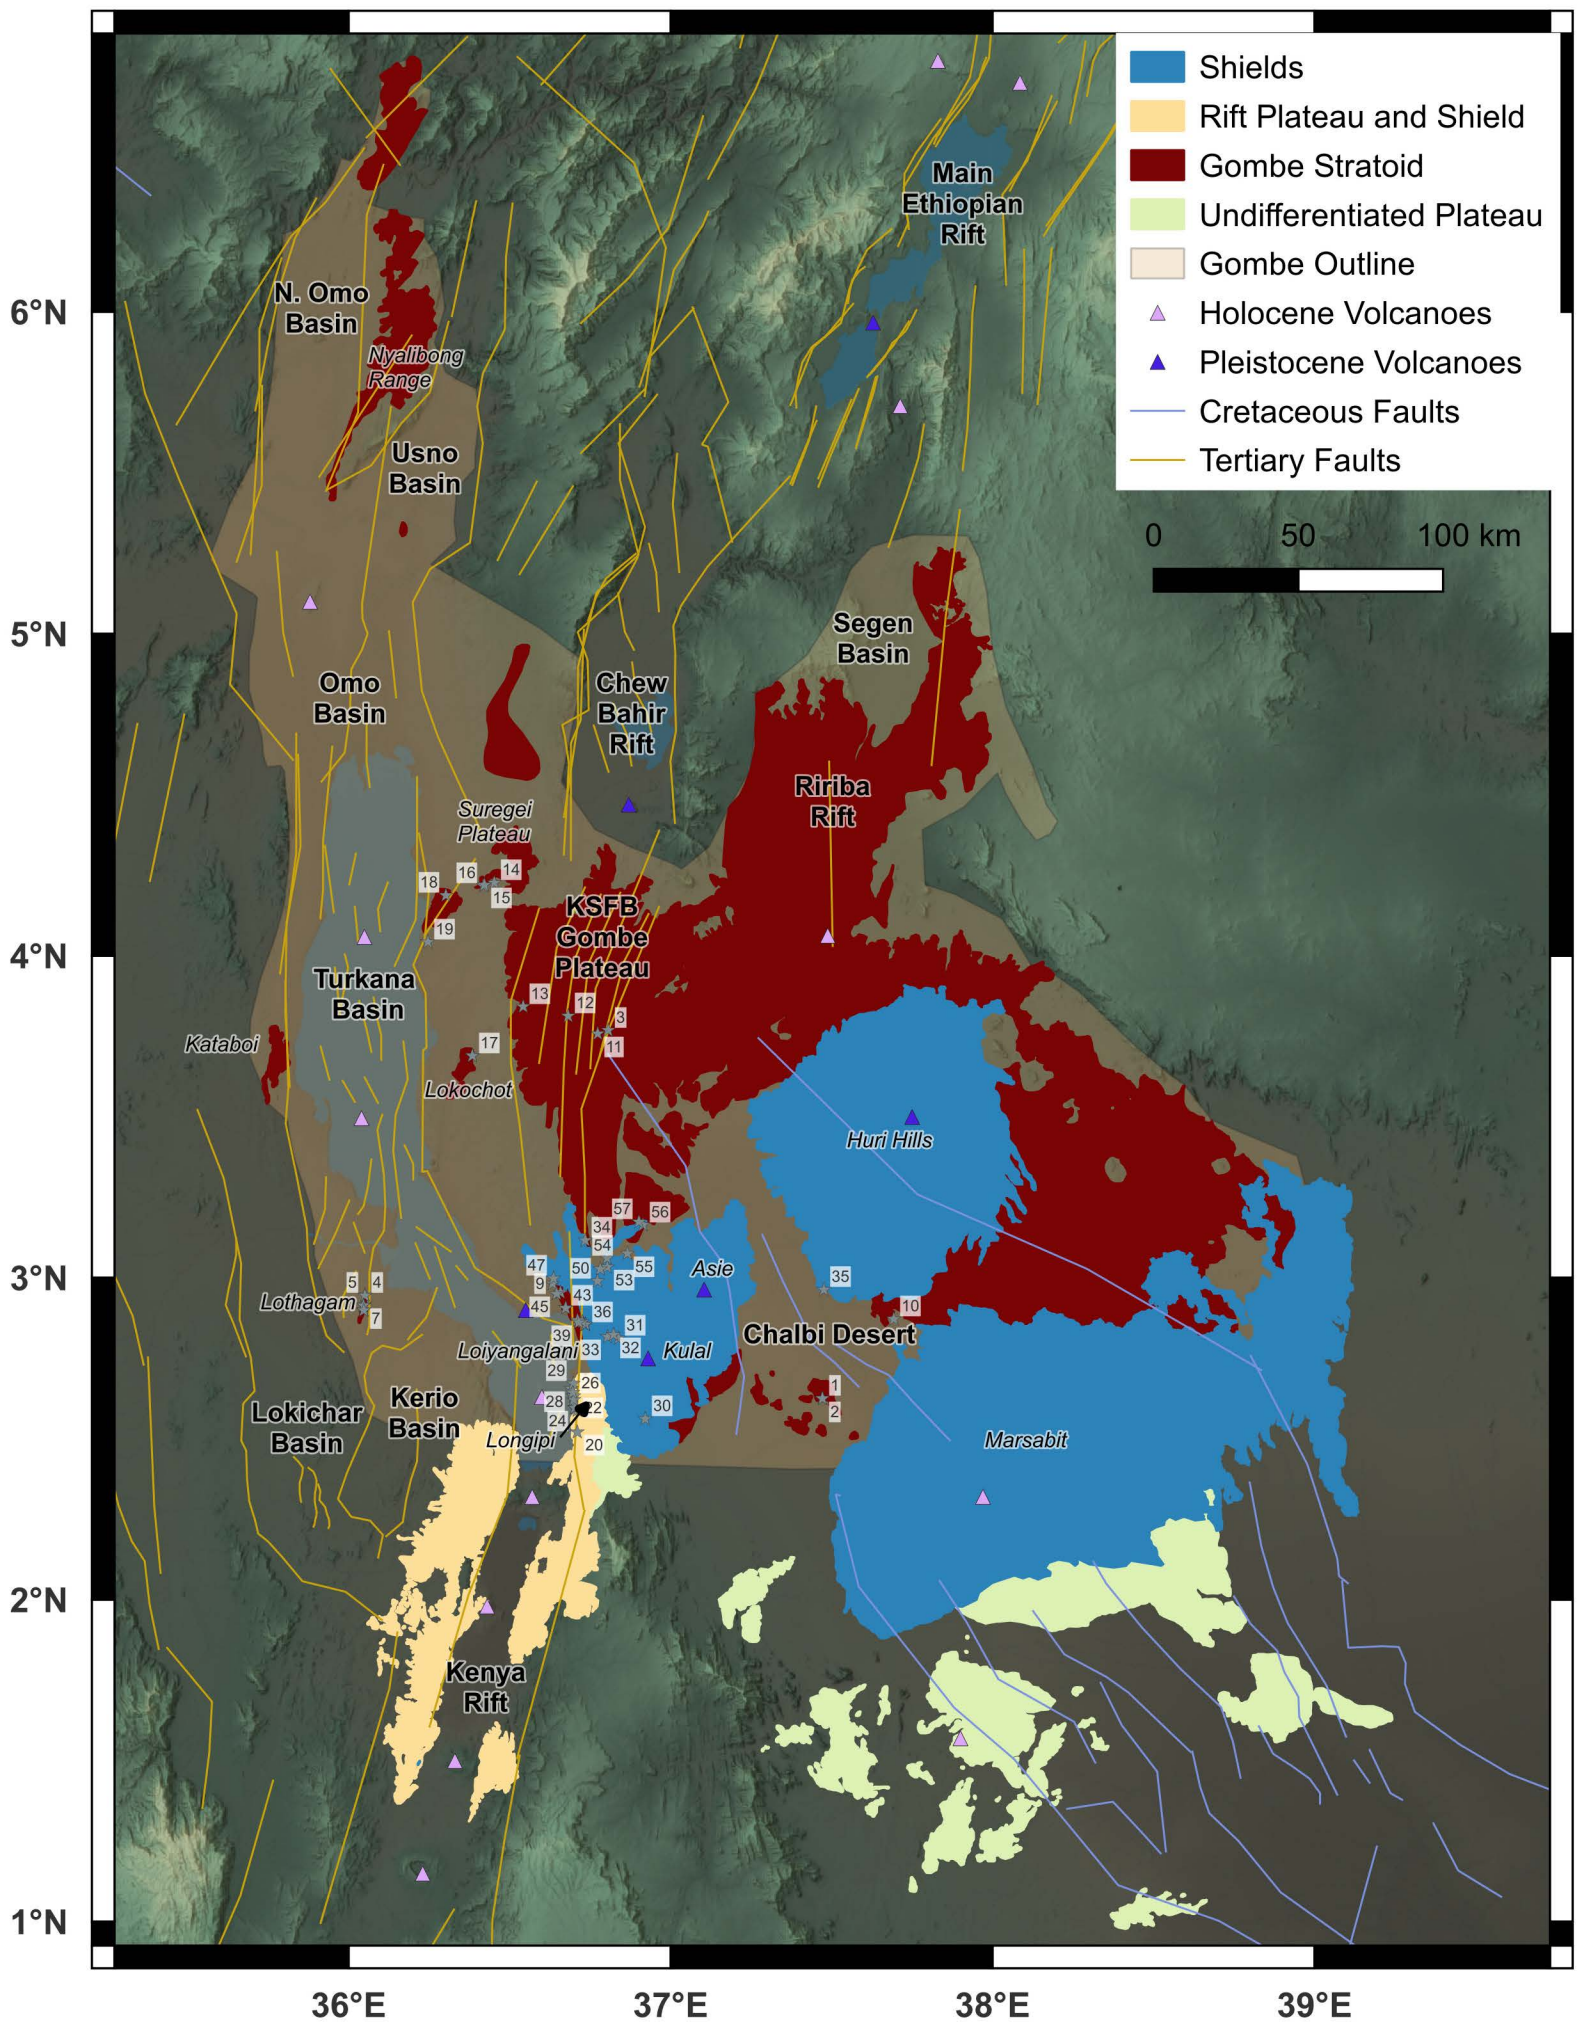 Shields
Rift Plateau and Shield
Gombe Stratoid
Undifferentiated Plateau
Gombe Outline
Holocene Volcanoes
Pleistocene Volcanoes
Cretaceous Faults
Tertiary Faults
0 50 100 km
Main
Ethiopian
Rift
6°N
N. Omo
Basin
Nyalibong
Range
Usno
Basin
5°N
Segen
Basin
Omo
Basin
Chew
Bahir
Rift
Ririba
Rift
Suregei
Plateau
16
14
18
15
19
KSFB
Gombe
Plateau
4°N
Turkana
Basin
13
12
3
11
Kataboi
17
Lokochot
Huri Hills
57
56
34
54
3°N
47
50
55
Asie
9
53
35
5
4
43
45
36
10
Lothagam
7
31
39
32
33
Chalbi Desert
Loiyangalani
Kulal
29
26
1
Kerio
Basin
28
22
30
2
Lokichar
Basin
24
Longipi
20
Marsabit
2°N
Kenya
Rift
1°N
36°E
37°E
38°E
39°E